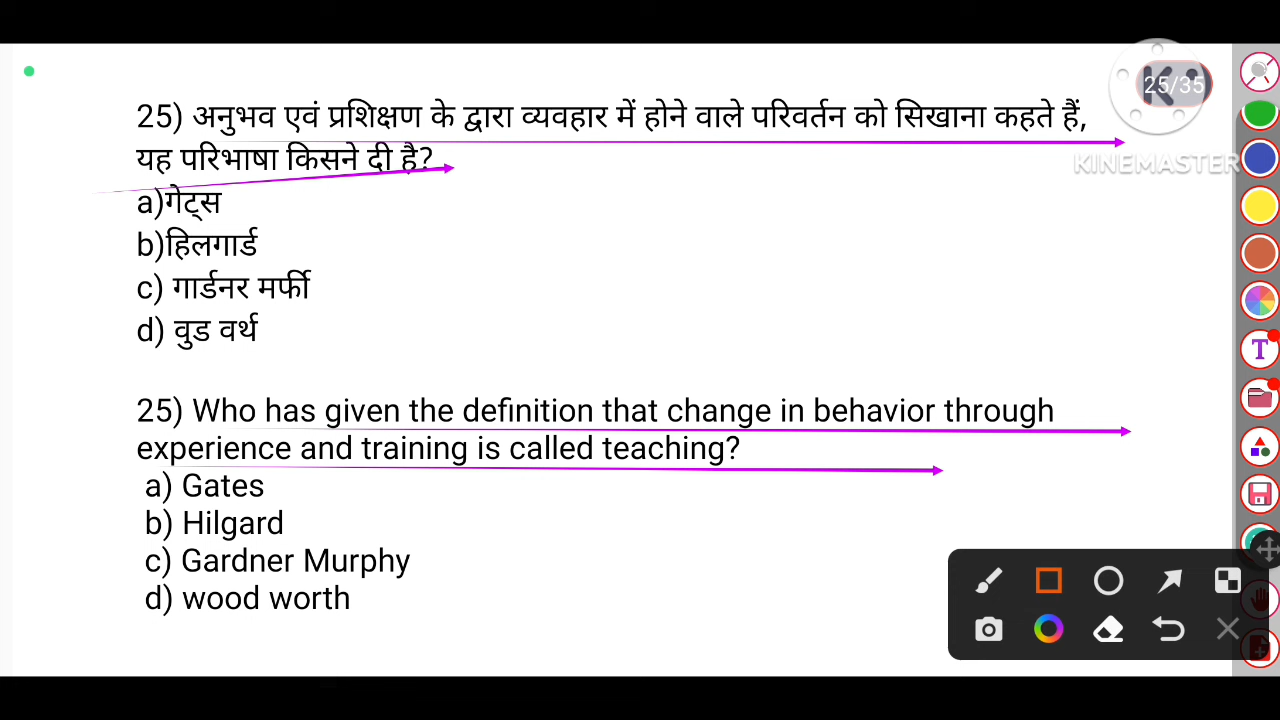 25/35
KINEMASTER
25) अनुभव एवं प्रशिक्षण के द्वारा व्यवहार में होने वाले परिवर्तन को सिखाना कहते हैं,
यह परिभाषा किसने दी है?
a)गेट्स
b)हिलगार्ड
c) गार्डनर मर्फी
d) वुड वर्थ
25) Who has given the definition that change in behavior through
experience and training is called teaching?
a) Gates
b) Hilgard
c) Gardner Murphy
d) wood worth
T